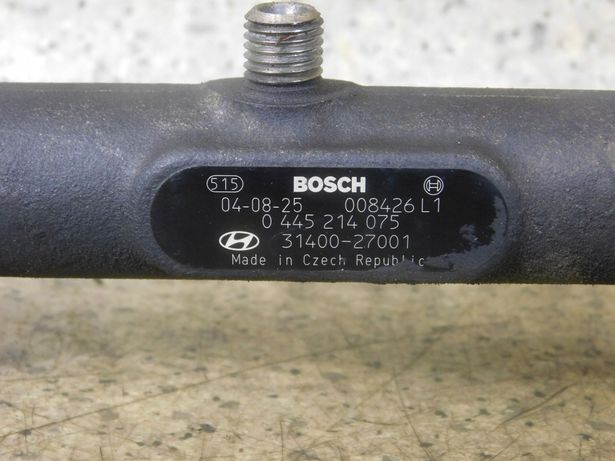 515 BOSCH
04-08-25 008426 L1
0 445 214 075
31400-27001
Made in Czech Republic